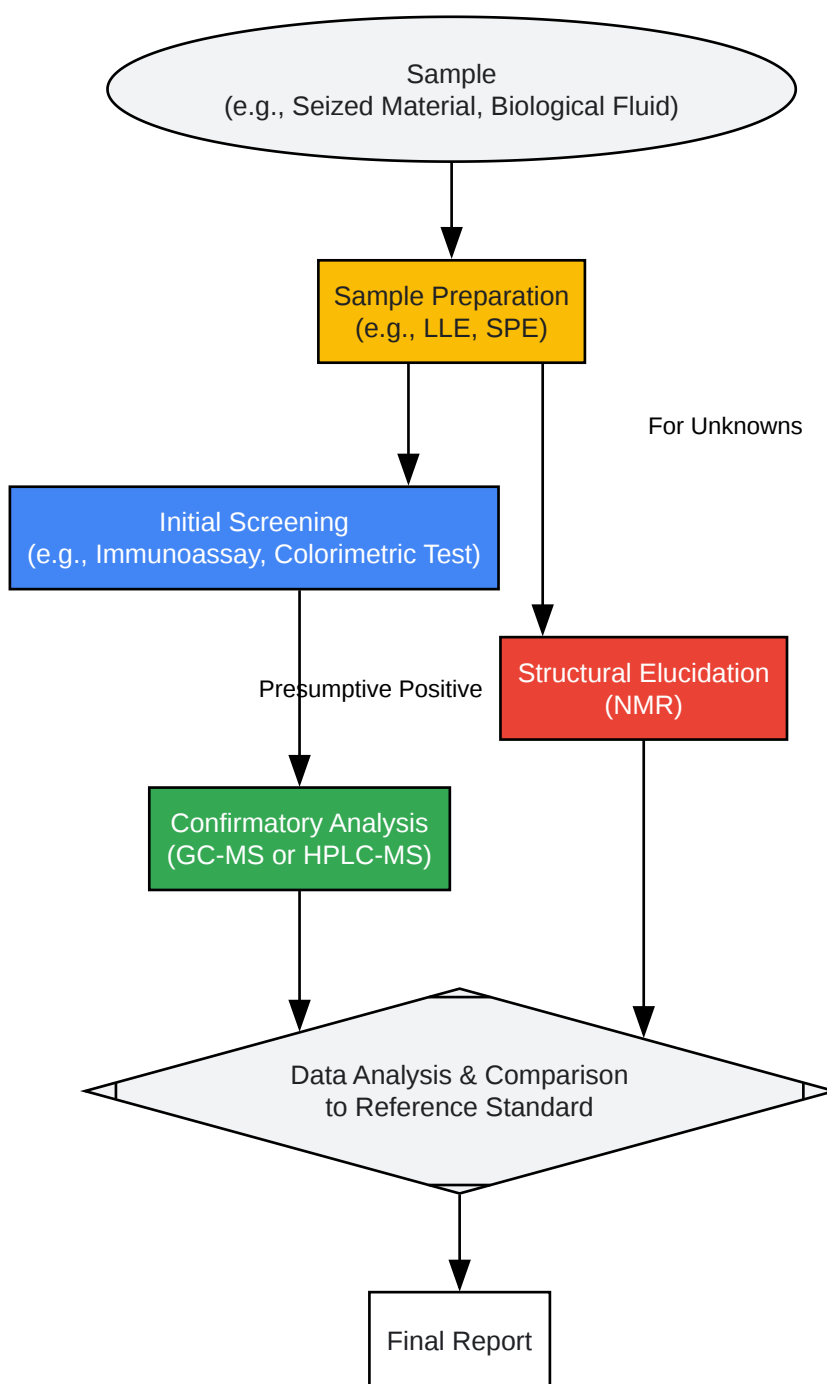 Sample
(e.g., Seized Material, Biological Fluid)
Sample Preparation
(e.g., LLE, SPE)
For Unknowns
Initial Screening
(e.g., Immunoassay, Colorimetric Test)
Presumptive Positive
Structural Elucidation
(NMR)
Confirmatory Analysis
(GC-MS or HPLC-MS)
Data Analysis & Comparison
to Reference Standard
Final Report